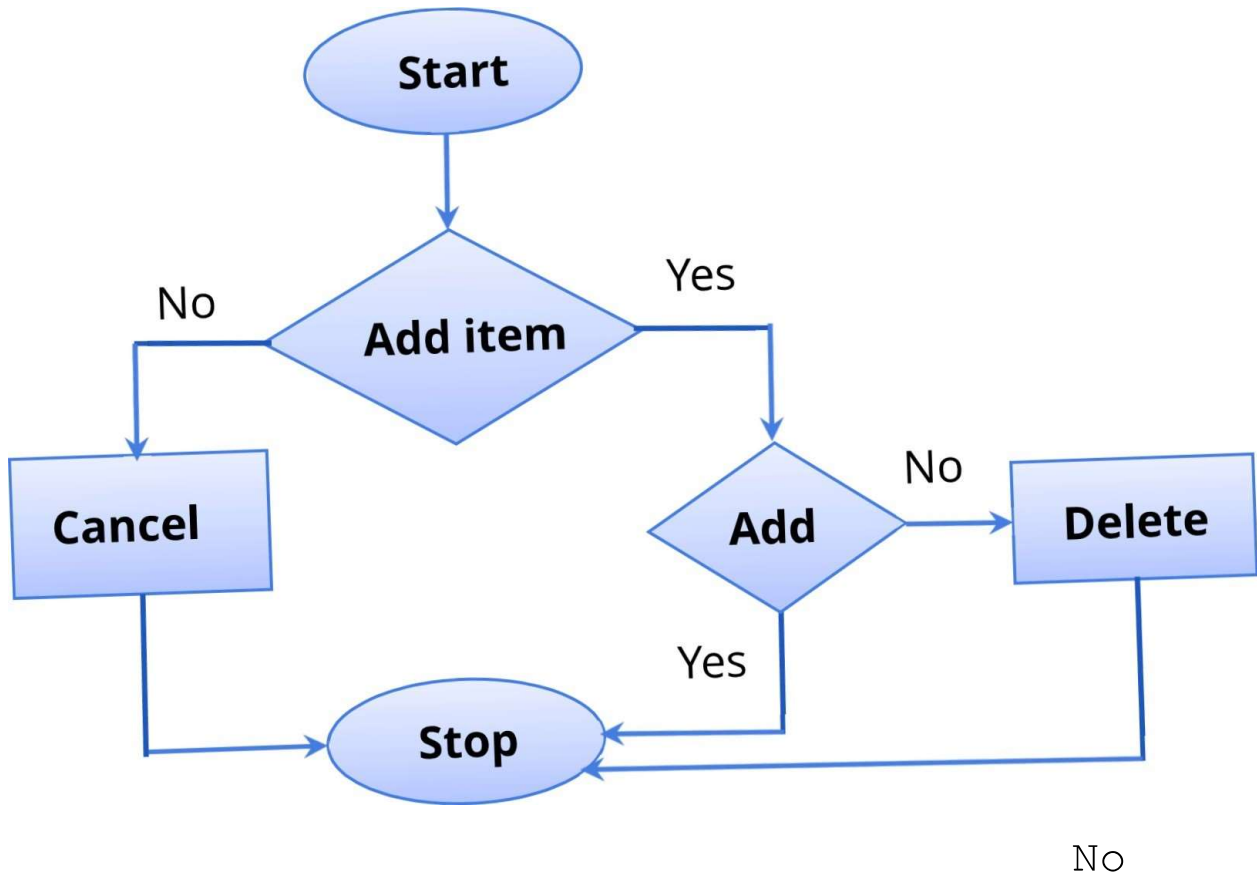 Start
Yes
No
Add item
No
Cancel
Add
Delete
Yes
Stop
No